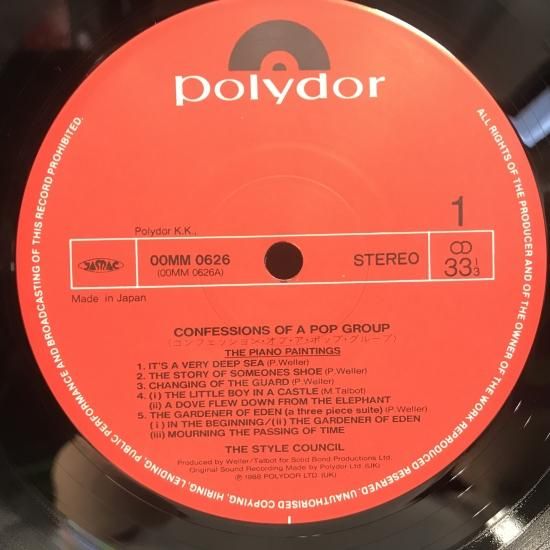 polydor
UNAUTHORISED COPYING, HIRING, LENDING, PUBLIC PERFORMANCE AND BROADCASTING OF THIS RECORD PROHIBITED.
ALL RIGHTS OF THE PRODUCER AND OF THE OWNER OF THE WORK REPRODUCED RESERVED.
1
Polydor K.K.,
JASRAC
00MM 0626
(00MM 0626A)
STEREO
33 1/3
Made in Japan
CONFESSIONS OF A POP GROUP
(コンフェッション・オブ・ア・ポップ・グループ)
THE PIANO PAINTINGS
1. IT'S A VERY DEEP SEA (P.Weller)
2. THE STORY OF SOMEONES SHOE (P.Weller)
3. CHANGING OF THE GUARD (P.Weller)
4. (i) THE LITTLE BOY IN A CASTLE (M.Talbot)
(ii) A DOVE FLEW DOWN FROM THE ELEPHANT
5. THE GARDENER OF EDEN (a three piece suite) (P.Weller)
(i) IN THE BEGINNING/(ii) THE GARDENER OF EDEN
(iii) MOURNING THE PASSING OF TIME
THE STYLE COUNCIL
Produced by Weller/Talbot for Solid Bond Productions Ltd.
Original Sound Recording Made by Polydor Ltd (UK)
℗ 1988 POLYDOR LTD (UK)